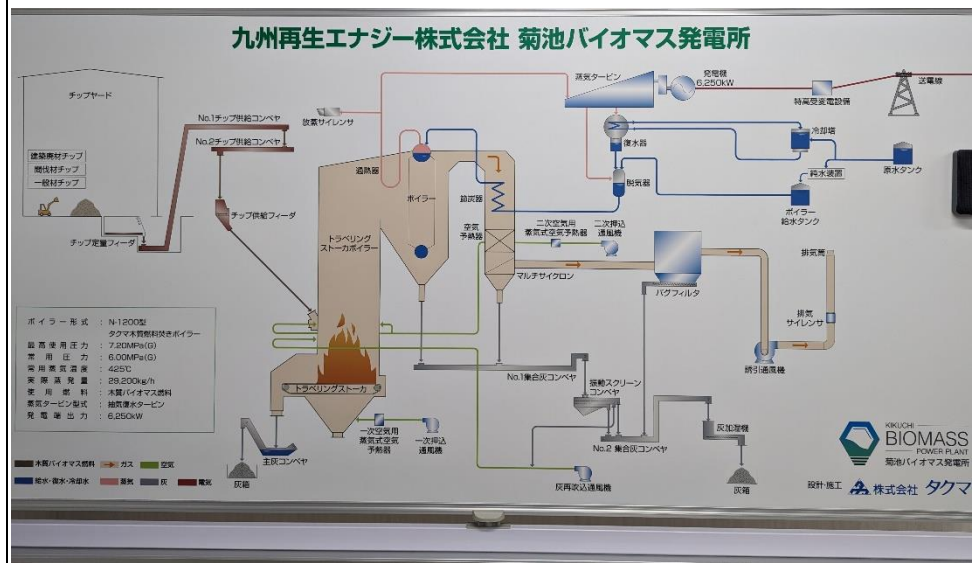 九州再生エナジー株式会社 菊池バイオマス発電所
チップヤード
建築廃材チップ
間伐材チップ
一般材チップ
チップ定量フィーダ
No.1チップ供給コンベヤ
No.2チップ供給コンベヤ
チップ供給フィーダ
放蒸サイレンサ
過熱器
ボイラー
トラベリング
ストーカボイラー
トラベリングストーカ
節炭器
空気
予熱器
マルチサイクロン
蒸気タービン
発電機
6,250kW
特高受変電設備
送電線
復水器
脱気器
冷却塔
純水装置
原水タンク
ボイラー
給水タンク
二次空気用
蒸気式空気予熱器
二次押込
通風機
バグフィルタ
排気筒
排気
サイレンサ
誘引通風機
No.1集合灰コンベヤ
振動スクリーン
コンベヤ
No.2 集合灰コンベヤ
灰加湿機
灰箱
灰再吹込通風機
一次空気用
蒸気式空気
予熱器
一次押込
通風機
主灰コンベヤ
灰箱
ボイラー形式 : N-1200型
タクマ木質燃料焚きボイラー
最高使用圧力 : 7.20MPa(G)
常用圧力 : 6.00MPa(G)
常用蒸気温度 : 425℃
実際蒸発量 : 29,200kg/h
使用燃料 : 木質バイオマス燃料
蒸気タービン型式 : 抽気復水タービン
発電端出力 : 6,250kW
木質バイオマス燃料 ガス 空気
給水・復水・冷却水 蒸気 灰 電気
KIKUCHI
BIOMASS
POWER PLANT
菊池バイオマス発電所
設計・施工 株式会社 タクマ